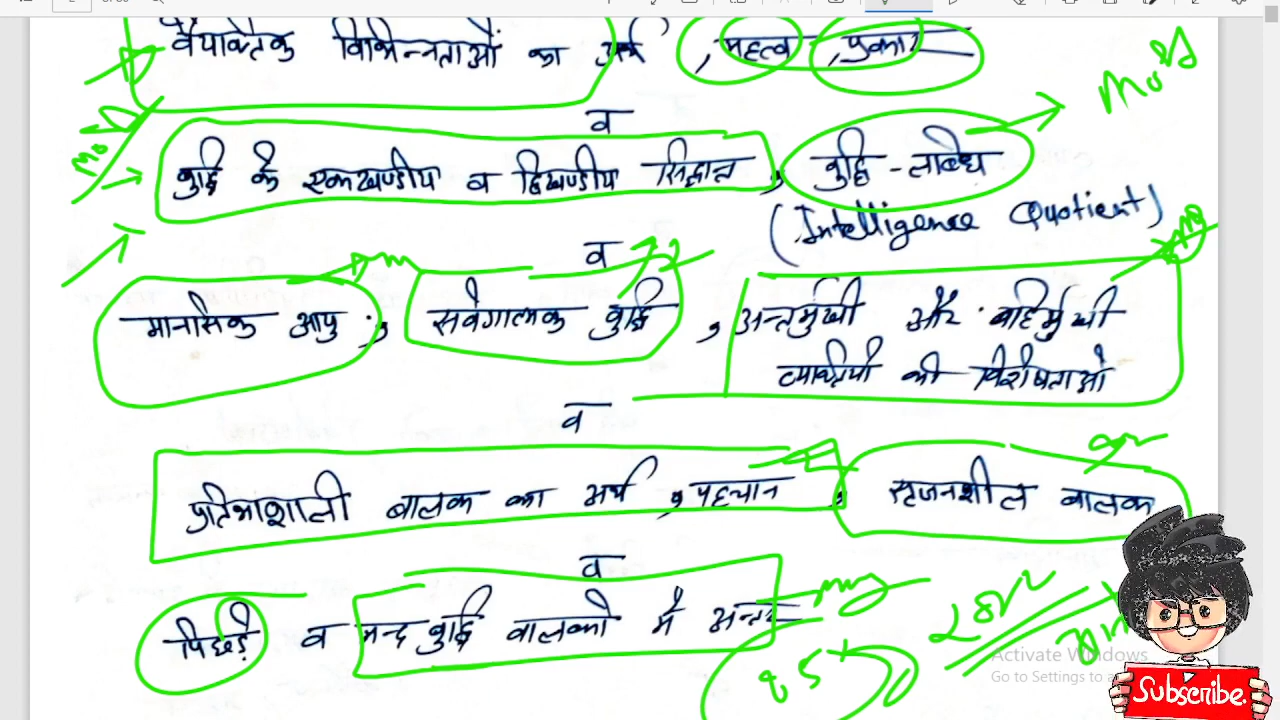 वैयक्तिक विभिन्नताओं का अर्थ , महत्व , प्रकार
व
बुद्धि के एकखण्डीय व द्विखण्डीय सिद्धान्त , बुद्धि - लब्धि
(Intelligence Quotient)
व
मानसिक आयु , संवेगात्मक बुद्धि , अन्तर्मुखी और बहिर्मुखी
व्यक्तियों की विशेषताओं
व
प्रतिभाशाली बालक का अर्थ , पहचान , सृजनशील बालक
व
पिछड़े व मन्द बुद्धि बालकों में अन्तर
Activate Windows
Go to Settings to a
Subscribe